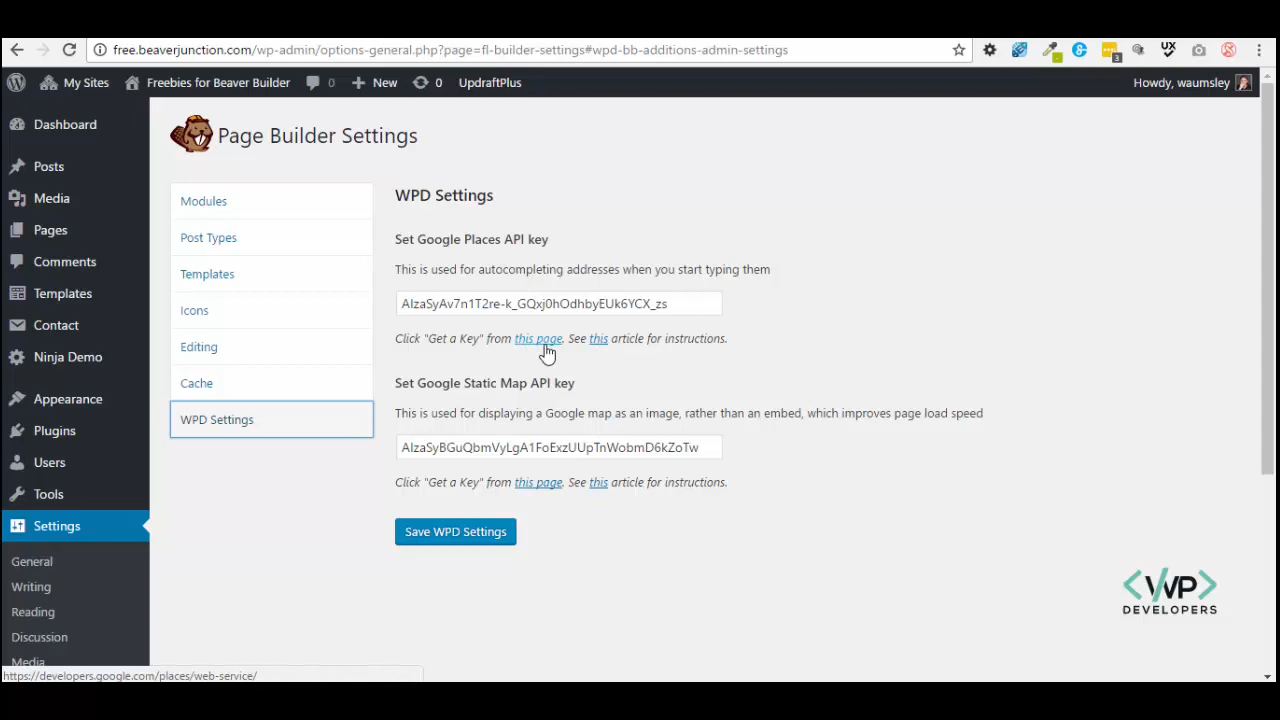 free.beaverjunction.com/wp-admin/options-general.php?page=fl-builder-settings#wpd-bb-additions-admin-settings
UX
3
My Sites Freebies for Beaver Builder 0 New 0 UpdraftPlus Howdy, waumsley
Dashboard
Posts
Media
Pages
Comments
Templates
Contact
Ninja Demo
Appearance
Plugins
Users
Tools
Settings
General
Writing
Reading
Discussion
Media
Page Builder Settings
Modules
Post Types
Templates
Icons
Editing
Cache
WPD Settings
WPD Settings
Set Google Places API key
This is used for autocompleting addresses when you start typing them
AIzaSyAv7n1T2re-k_GQxj0hOdhbyEUk6YCX_zs
Click "Get a Key" from this page. See this article for instructions.
Set Google Static Map API key
This is used for displaying a Google map as an image, rather than an embed, which improves page load speed
AIzaSyBGuQbmVyLgA1FoExzUUpTnWobmD6kZoTw
Click "Get a Key" from this page. See this article for instructions.
Save WPD Settings
WP
DEVELOPERS
https://developers.google.com/places/web-service/